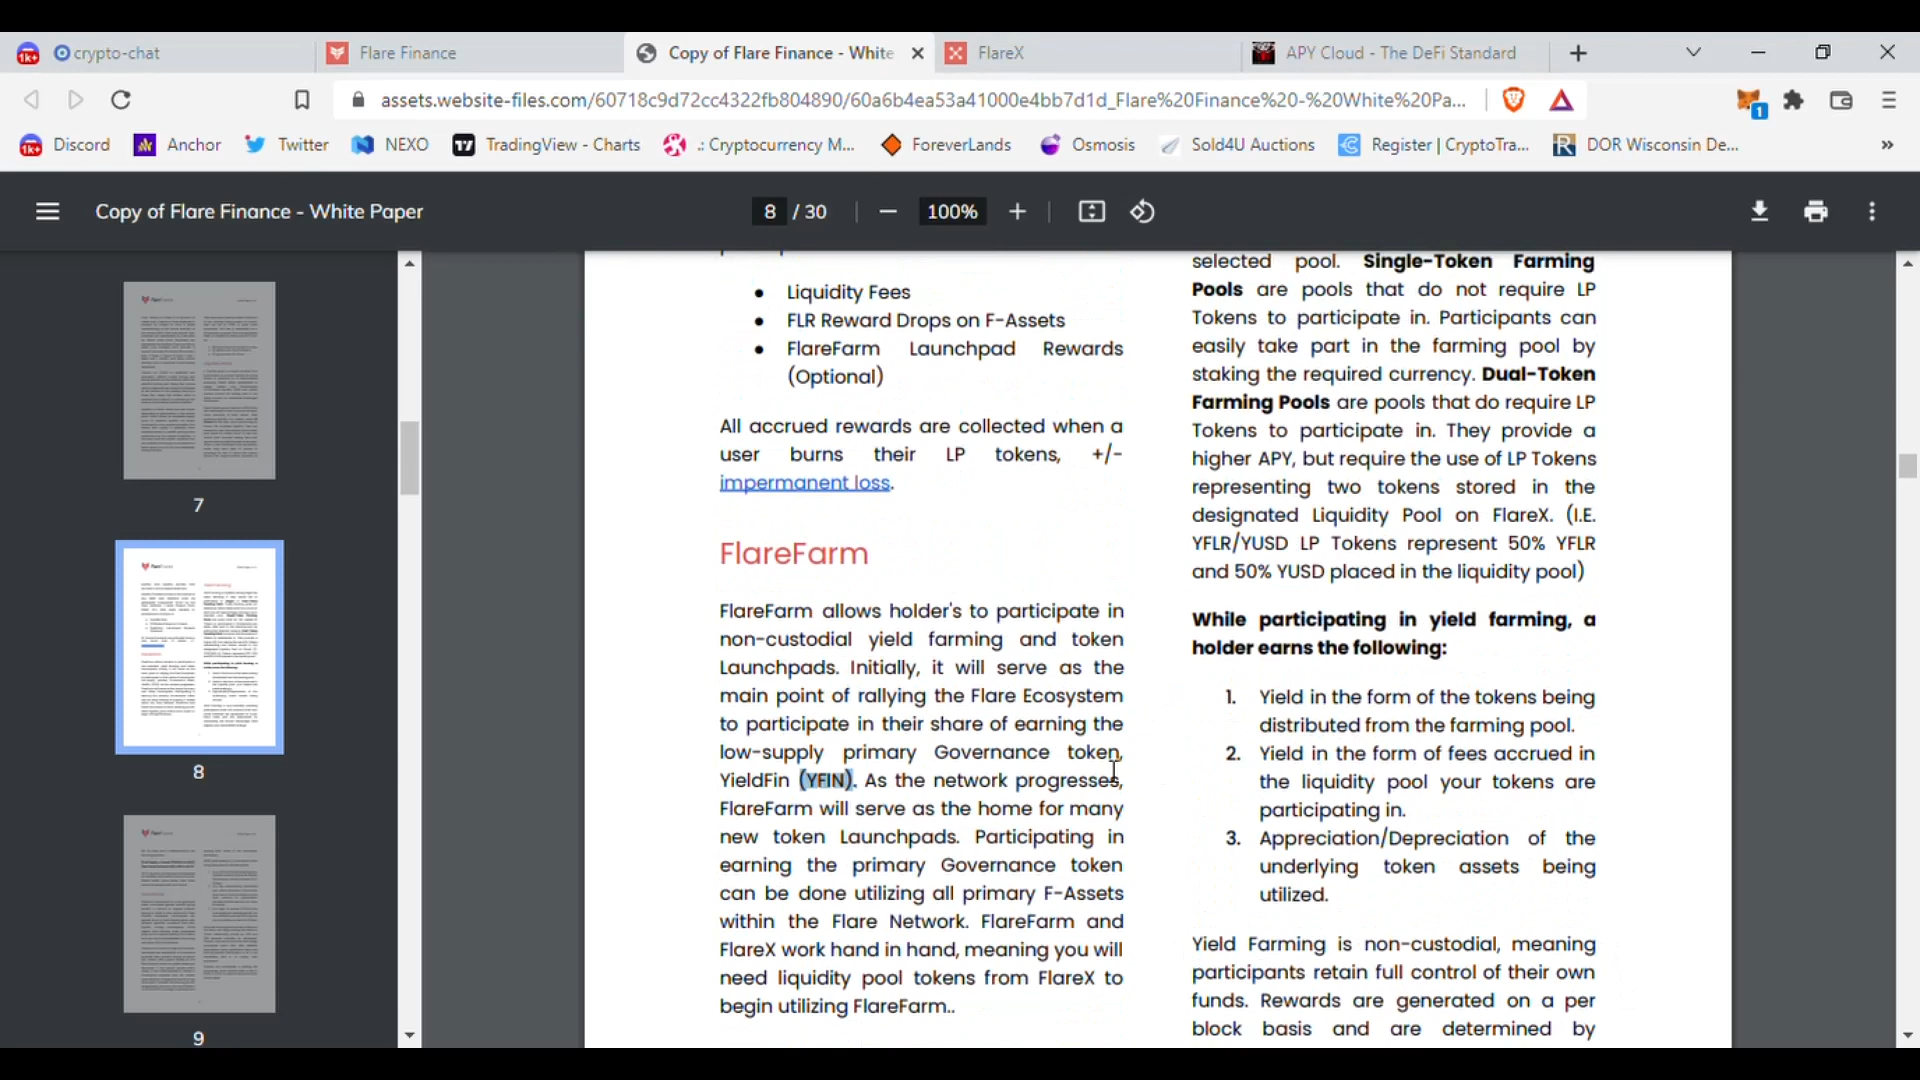 1K+ crypto-chat
Flare Finance
Copy of Flare Finance - White
FlareX
APY Cloud - The DeFi Standard
assets.website-files.com/60718c9d72cc4322fb804890/60a6b4ea53a41000e4bb7d1d_Flare%20Finance%20-%20White%20Pa...
1
1K+ Discord
Anchor
Twitter
NEXO
TradingView - Charts
.: Cryptocurrency M...
ForeverLands
Osmosis
Sold4U Auctions
Register | CryptoTra...
DOR Wisconsin De...
»
Copy of Flare Finance - White Paper
8 / 30
100%
7
8
9
● Liquidity Fees
● FLR Reward Drops on F-Assets
● FlareFarm Launchpad Rewards
(Optional)
All accrued rewards are collected when a
user burns their LP tokens, +/-
impermanent loss.
FlareFarm
FlareFarm allows holder's to participate in
non-custodial yield farming and token
Launchpads. Initially, it will serve as the
main point of rallying the Flare Ecosystem
to participate in their share of earning the
low-supply primary Governance token,
YieldFin (YFIN). As the network progresses,
FlareFarm will serve as the home for many
new token Launchpads. Participating in
earning the primary Governance token
can be done utilizing all primary F-Assets
within the Flare Network. FlareFarm and
FlareX work hand in hand, meaning you will
need liquidity pool tokens from FlareX to
begin utilizing FlareFarm..
selected pool. Single-Token Farming
Pools are pools that do not require LP
Tokens to participate in. Participants can
easily take part in the farming pool by
staking the required currency. Dual-Token
Farming Pools are pools that do require LP
Tokens to participate in. They provide a
higher APY, but require the use of LP Tokens
representing two tokens stored in the
designated Liquidity Pool on FlareX. (I.E.
YFLR/YUSD LP Tokens represent 50% YFLR
and 50% YUSD placed in the liquidity pool)
While participating in yield farming, a
holder earns the following:
1. Yield in the form of the tokens being
distributed from the farming pool.
2. Yield in the form of fees accrued in
the liquidity pool your tokens are
participating in.
3. Appreciation/Depreciation of the
underlying token assets being
utilized.
Yield Farming is non-custodial, meaning
participants retain full control of their own
funds. Rewards are generated on a per
block basis and are determined by